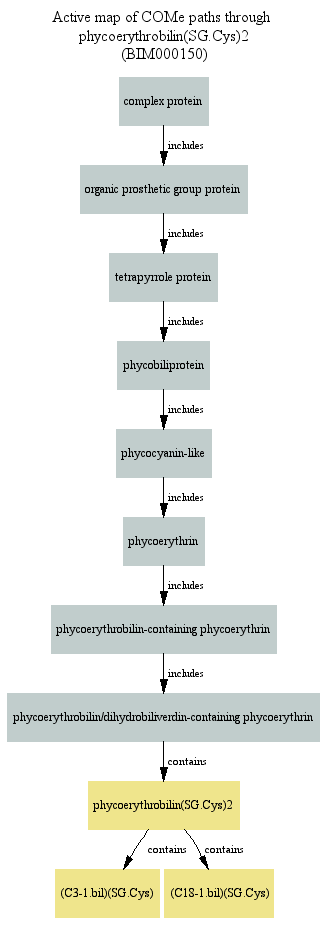 Active map of COMe paths through
phycoerythrobilin(SG.Cys)2
(BIM000150)
complex protein
includes
organic prosthetic group protein
includes
tetrapyrrole protein
includes
phycobiliprotein
includes
phycocyanin-like
includes
phycoerythrin
includes
phycoerythrobilin-containing phycoerythrin
includes
phycoerythrobilin/dihydrobiliverdin-containing phycoerythrin
contains
phycoerythrobilin(SG.Cys)2
contains contains
(C3-1.bil)(SG.Cys) (C18-1.bil)(SG.Cys)